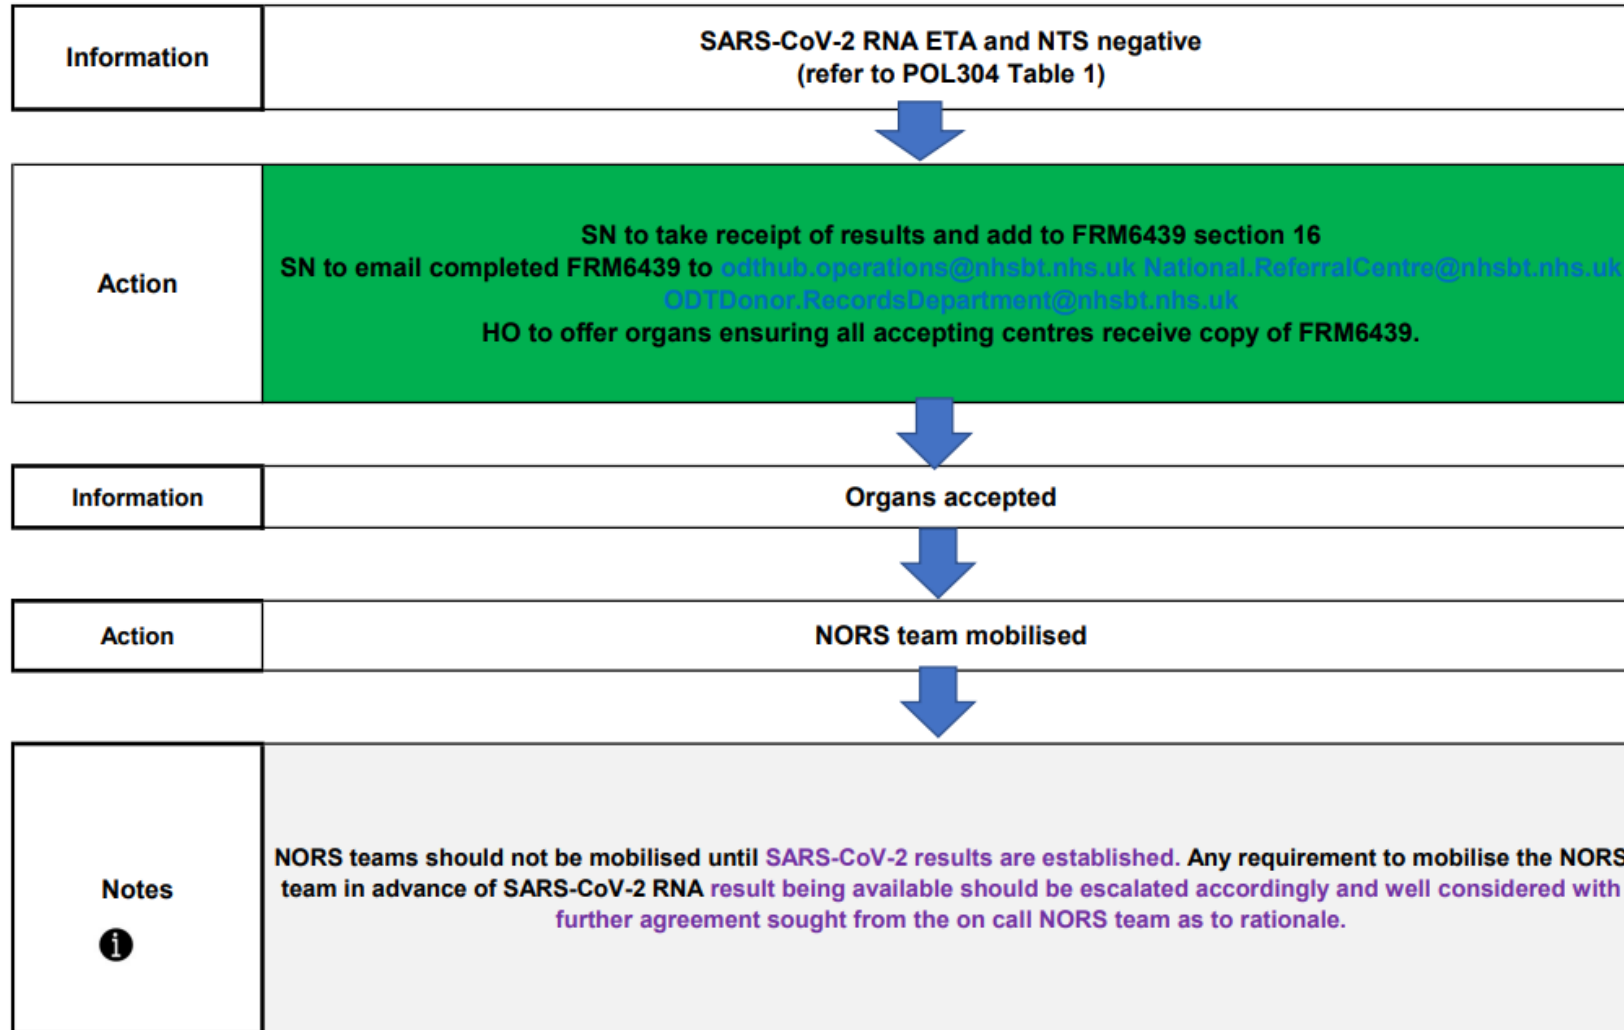 Information
SARS-CoV-2 RNA ETA and NTS negative
(refer to POL304 Table 1)
Action
SN to take receipt of results and add to FRM6439 section 16
SN to email completed FRM6439 to odthub.operations@nhsbt.nhs.uk National.ReferralCentre@nhsbt.nhs.uk
ODTDonor.RecordsDepartment@nhsbt.nhs.uk
HO to offer organs ensuring all accepting centres receive copy of FRM6439.
Information
Organs accepted
Action
NORS team mobilised
Notes
NORS teams should not be mobilised until SARS-CoV-2 results are established. Any requirement to mobilise the NORS
team in advance of SARS-CoV-2 RNA result being available should be escalated accordingly and well considered with
further agreement sought from the on call NORS team as to rationale.